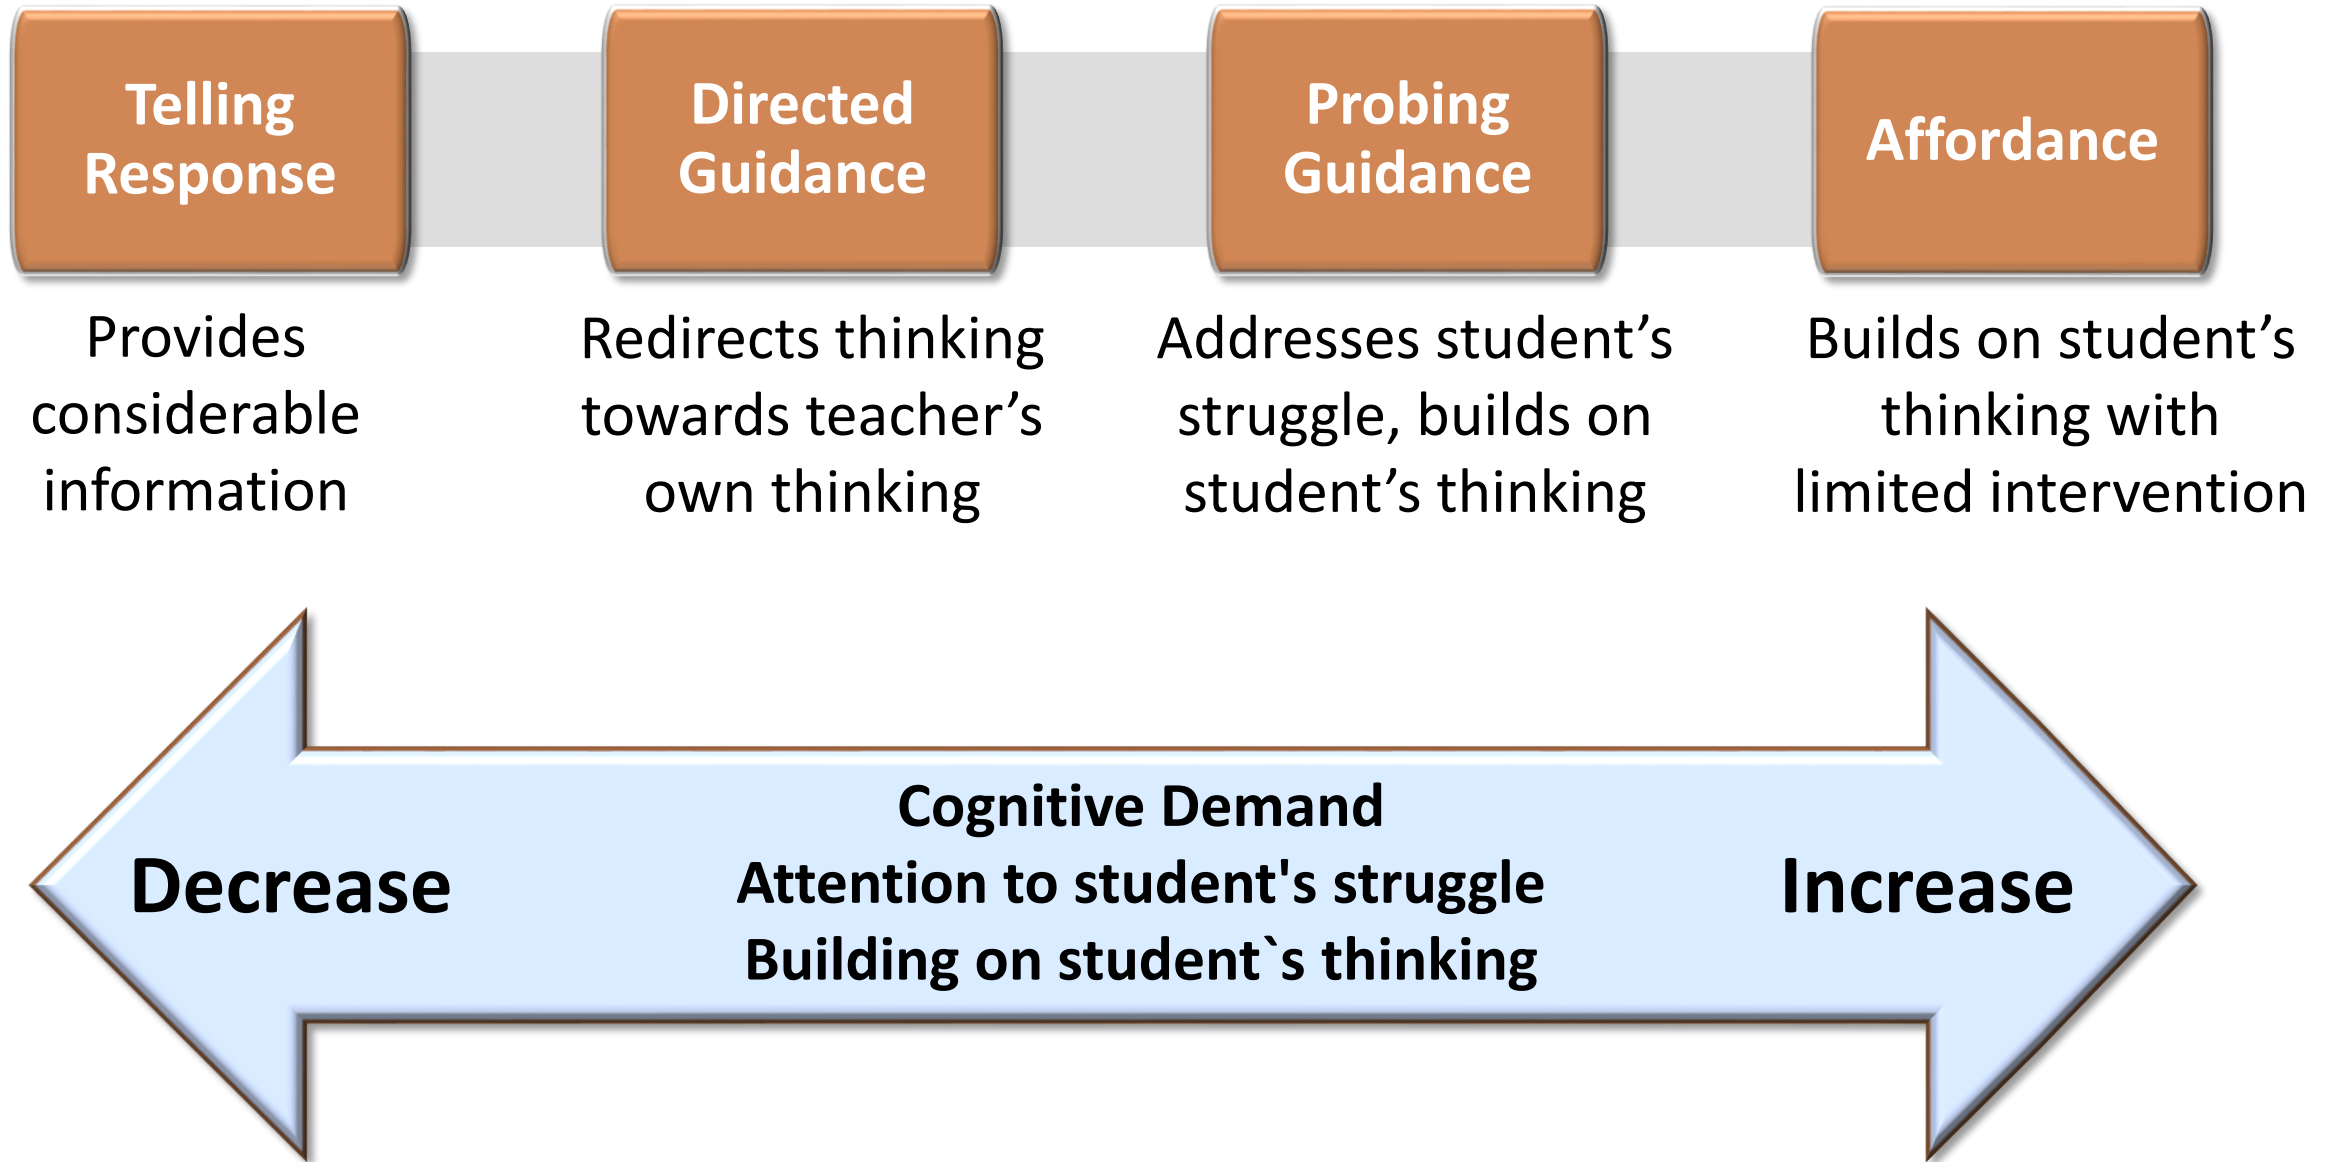 Telling
Response
Directed
Guidance
Probing
Guidance
Affordance
Provides
considerable
information
Redirects thinking
towards teacher’s
own thinking
Addresses student’s
struggle, builds on
student’s thinking
Builds on student’s
thinking with
limited intervention
Decrease
Cognitive Demand
Attention to student's struggle
Building on student`s thinking
Increase